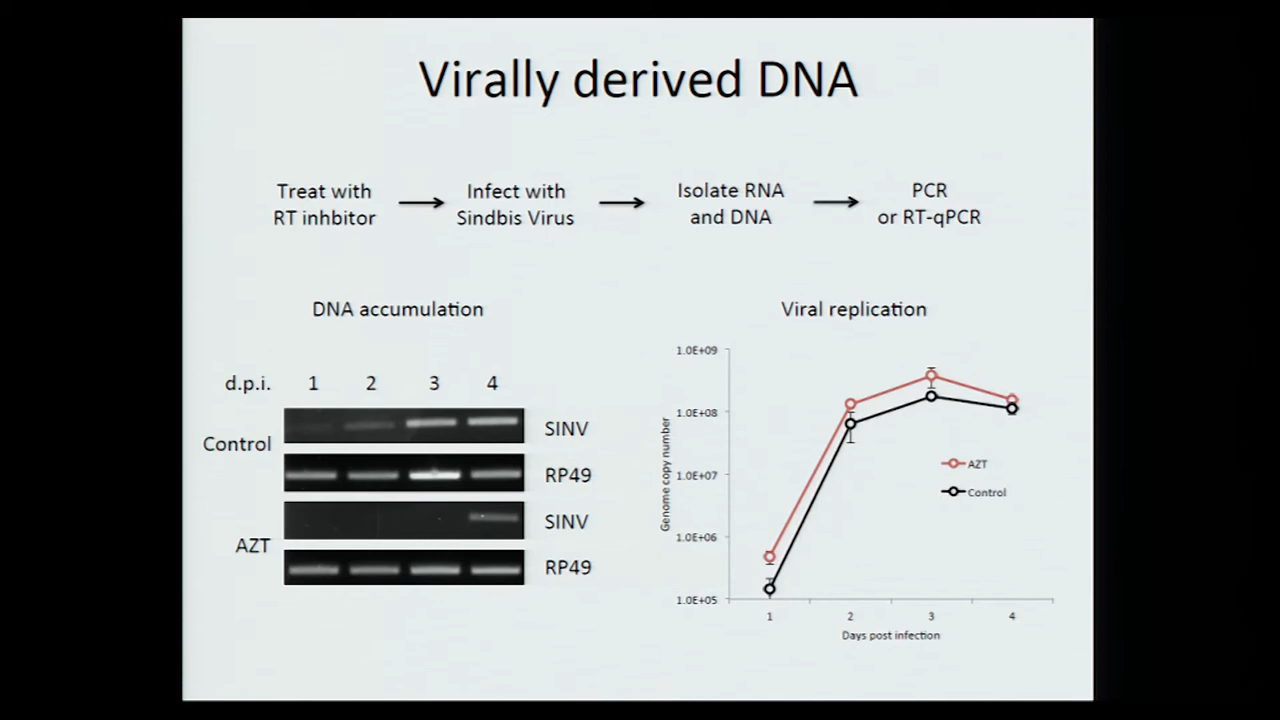 Virally derived DNA
Treat with
RT inhbitor
Infect with
Sindbis Virus
Isolate RNA
and DNA
PCR
or RT-qPCR
DNA accumulation
d.p.i. 1 2 3 4
Control
SINV
RP49
AZT
SINV
RP49
Viral replication
1.0E+09
1.0E+08
1.0E+07
1.0E+06
1.0E+05
Genome copy number
1 2 3 4
Days post infection
AZT
Control